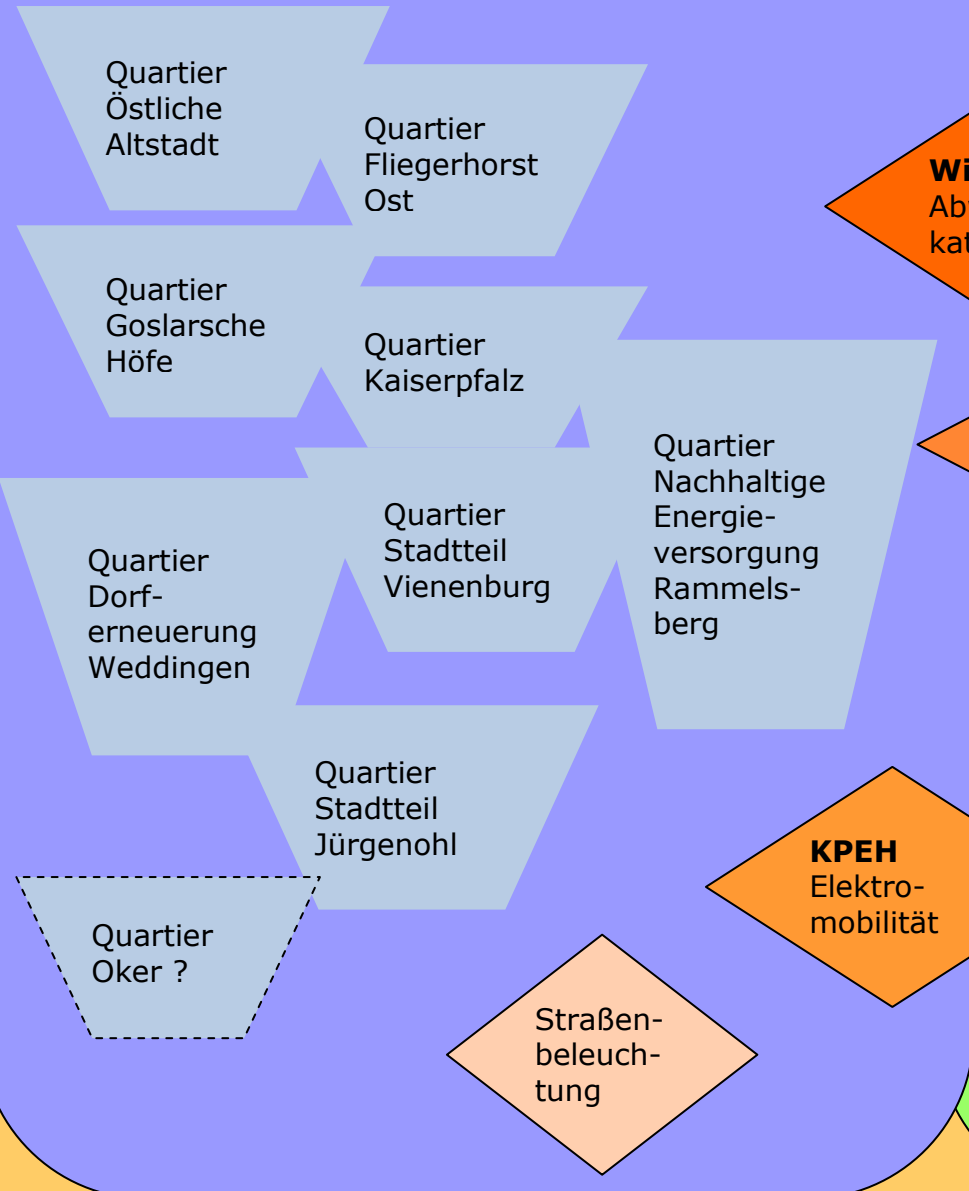 Quartier
Östliche
Altstadt
Quartier
Fliegerhorst
Ost
Quartier
Goslarsche
Höfe
Quartier
Kaiserpfalz
Quartier
Nachhaltige
Energie-
versorgung
Rammels-
berg
Quartier
Stadtteil
Vienenburg
Quartier
Dorf-
erneuerung
Weddingen
Quartier
Stadtteil
Jürgenohl
KPEH
Elektro-
mobilität
Quartier
Oker ?
Straßen-
beleuch-
tung